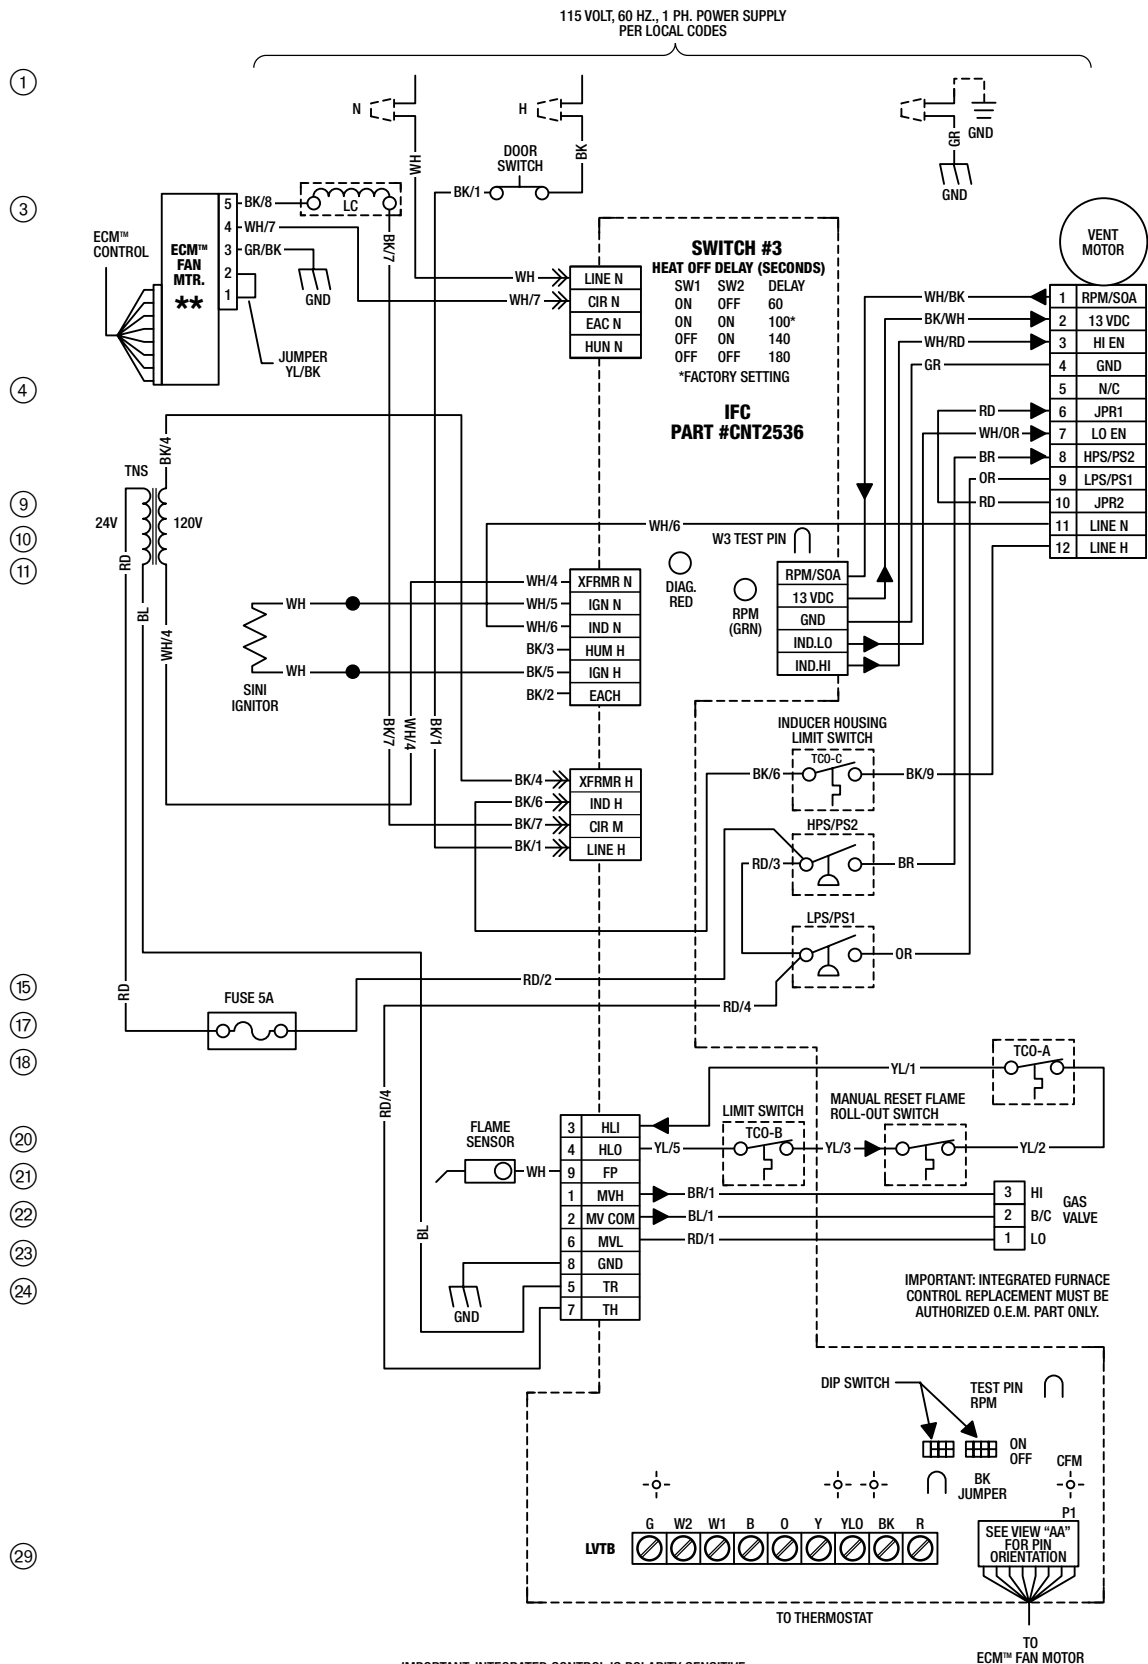 115 VOLT, 60 HZ., 1 PH. POWER SUPPLY
PER LOCAL CODES
1
N
H
GND
WH
BK
GR
DOOR
SWITCH
BK/1
GND
3
5
BK/8
LC
4
WH/7
3
GR/BK
2
1
ECM™
CONTROL
ECM™
FAN
MTR.
**
GND
JUMPER
YL/BK
BK/7
SWITCH #3
HEAT OFF DELAY (SECONDS)
SW1 SW2 DELAY
ON OFF 60
ON ON 100*
OFF ON 140
OFF OFF 180
*FACTORY SETTING
IFC
PART #CNT2536
WH LINE N
WH/7 CIR N
EAC N
HUN N
VENT
MOTOR
WH/BK 1 RPM/SOA
BK/WH 2 13 VDC
WH/RD 3 HI EN
GR 4 GND
5 N/C
RD 6 JPR1
WH/OR 7 LO EN
BR 8 HPS/PS2
OR 9 LPS/PS1
RD 10 JPR2
11 LINE N
12 LINE H
4
BK/4
TNS
24V
120V
9
10
11
RD
BL
WH/4
WH/6
W3 TEST PIN
DIAG.
RED
RPM
(GRN)
RPM/SOA
13 VDC
GND
IND.LO
IND.HI
WH/4 XFRMR N
WH WH/5 IGN N
WH/6 IND N
BK/3 HUM H
WH BK/5 IGN H
BK/2 EACH
SINI
IGNITOR
BK/7
WH/4
BK/1
INDUCER HOUSING
LIMIT SWITCH
TCO-C
BK/6
BK/9
BK/4 XFRMR H
BK/6 IND H
BK/7 CIR M
BK/1 LINE H
HPS/PS2
RD/3
BR
LPS/PS1
OR
15
RD
FUSE 5A
RD/2
RD/4
17
18
TCO-A
YL/1
RD/4
20
FLAME
SENSOR
WH
LIMIT SWITCH
TCO-B
MANUAL RESET FLAME
ROLL-OUT SWITCH
3 HLI
4 HLO YL/5
YL/3
YL/2
21
9 FP
22
1 MVH BR/1 3 HI
2 MV COM BL/1 2 B/C
6 MVL RD/1 1 LO
GAS
VALVE
BL
23
8 GND
24
5 TR
7 TH
GND
IMPORTANT: INTEGRATED FURNACE
CONTROL REPLACEMENT MUST BE
AUTHORIZED O.E.M. PART ONLY.
DIP SWITCH
TEST PIN
RPM
ON
OFF
CFM
BK
JUMPER
P1
G W2 W1 B O Y YLO BK R
29
LVTB
SEE VIEW “AA”
FOR PIN
ORIENTATION
TO THERMOSTAT
TO
ECM™ FAN MOTOR
IMPORTANT: INTEGRATED CONTROL IS POLARITY SENSITIVE